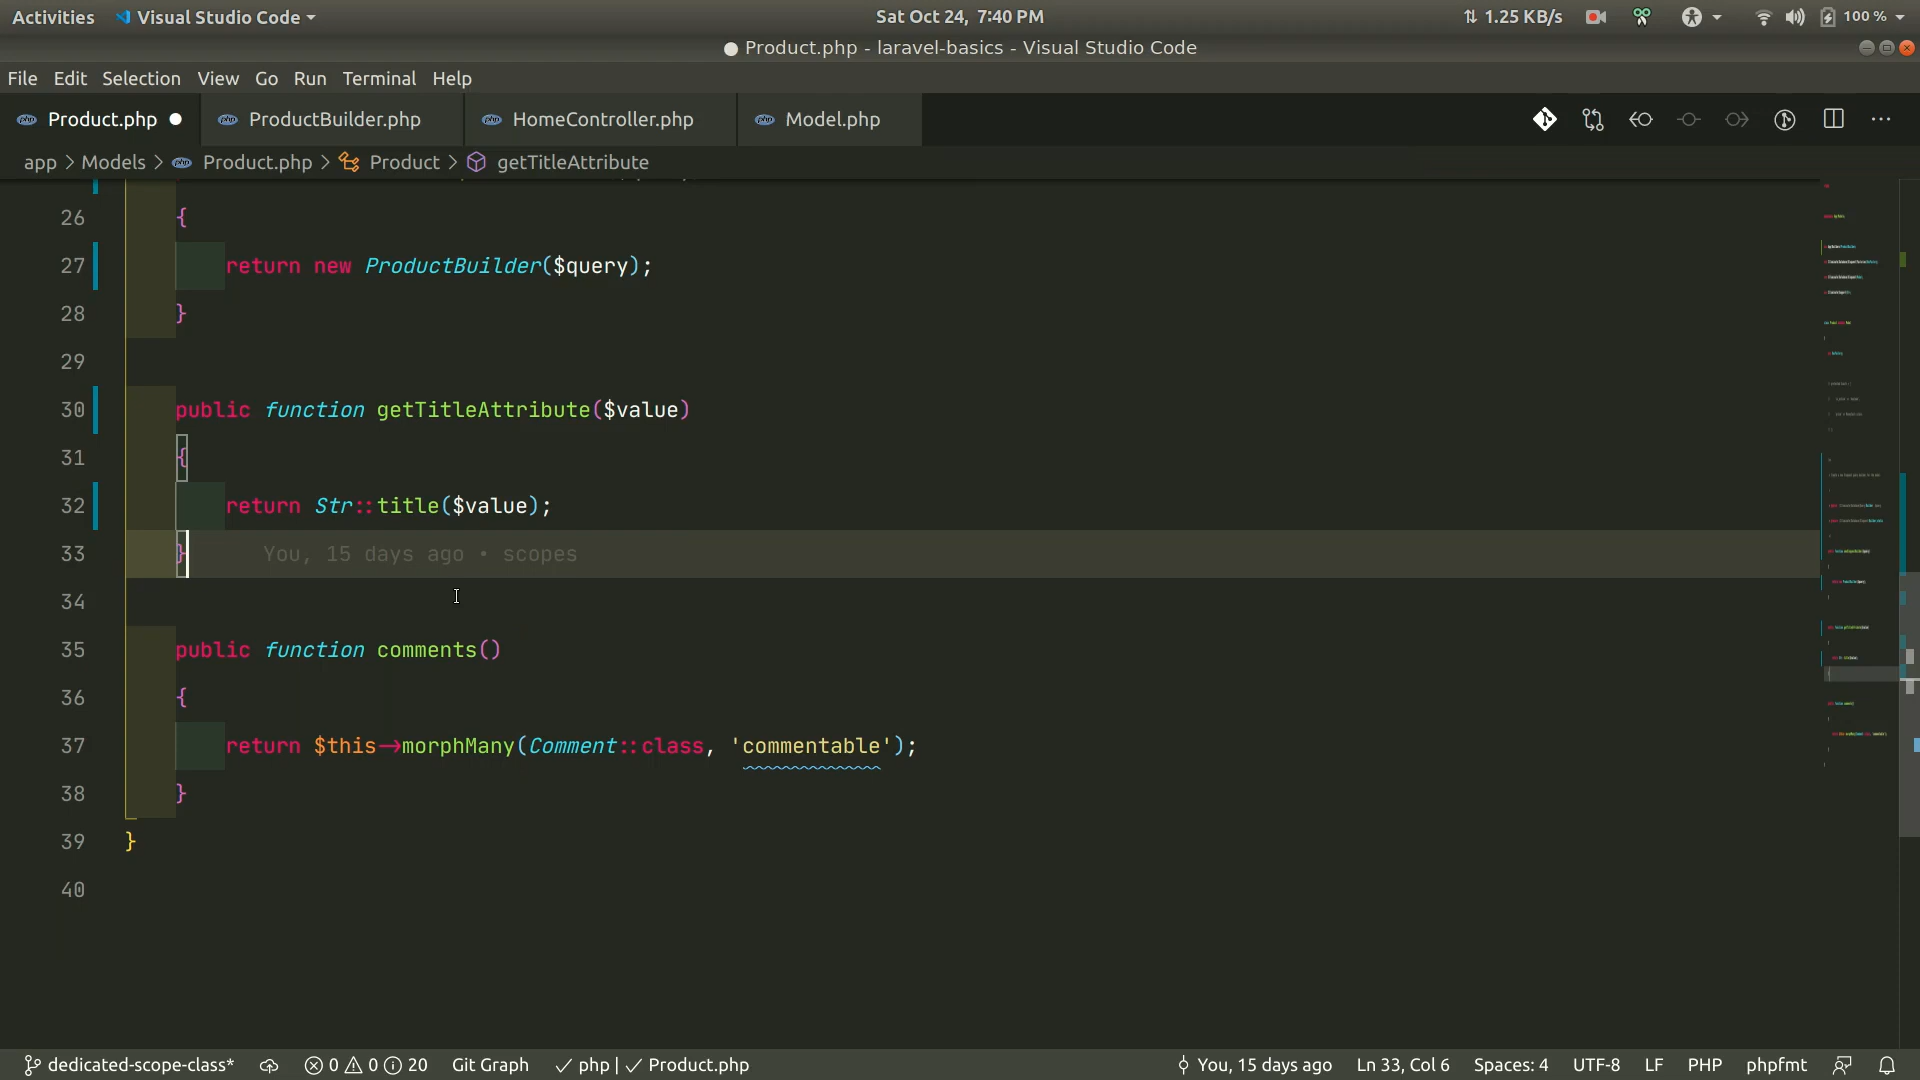 Activities Visual Studio Code Sat Oct 24, 7:40 PM 1.25 KB/s 100 %
Product.php - laravel-basics - Visual Studio Code
File Edit Selection View Go Run Terminal Help
Product.php ProductBuilder.php HomeController.php Model.php
app > Models > Product.php > Product > getTitleAttribute
26 {
27 return new ProductBuilder($query);
28 }
29
30 public function getTitleAttribute($value)
31 {
32 return Str::title($value);
33 } You, 15 days ago • scopes
34
35 public function comments()
36 {
37 return $this->morphMany(Comment::class, 'commentable');
38 }
39 }
40
dedicated-scope-class* 0 0 20 Git Graph php | Product.php You, 15 days ago Ln 33, Col 6 Spaces: 4 UTF-8 LF PHP phpfmt